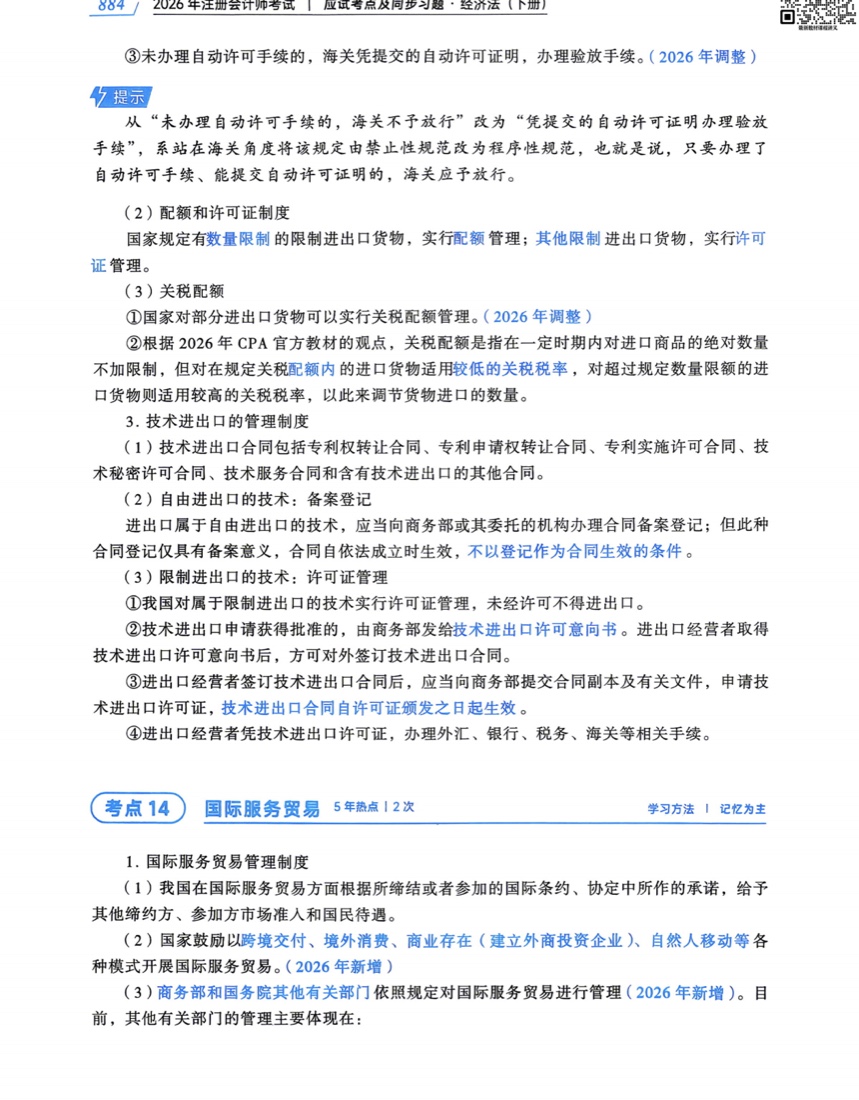 884 2026 年注册会计师考试 | 应试考点及同步习题·经济法（下册）
③未办理自动许可手续的，海关凭提交的自动许可证明，办理验放手续。（2026 年调整）
提示
从“未办理自动许可手续的，海关不予放行”改为“凭提交的自动许可证明办理验放
手续”，系站在海关角度将该规定由禁止性规范改为程序性规范，也就是说，只要办理了
自动许可手续、能提交自动许可证明的，海关应予放行。
（2）配额和许可证制度
国家规定有数量限制的限制进出口货物，实行配额管理；其他限制进出口货物，实行许可
证管理。
（3）关税配额
①国家对部分进出口货物可以实行关税配额管理。（2026 年调整）
②根据 2026 年 CPA 官方教材的观点，关税配额是指在一定时期内对进口商品的绝对数量
不加限制，但对在规定关税配额内的进口货物适用较低的关税税率，对超过规定数量限额的进
口货物则适用较高的关税税率，以此来调节货物进口的数量。
3. 技术进出口的管理制度
（1）技术进出口合同包括专利权转让合同、专利申请权转让合同、专利实施许可合同、技
术秘密许可合同、技术服务合同和含有技术进出口的其他合同。
（2）自由进出口的技术：备案登记
进出口属于自由进出口的技术，应当向商务部或其委托的机构办理合同备案登记；但此种
合同登记仅具有备案意义，合同自依法成立时生效，不以登记作为合同生效的条件。
（3）限制进出口的技术：许可证管理
①我国对属于限制进出口的技术实行许可证管理，未经许可不得进出口。
②技术进出口申请获得批准的，由商务部发给技术进出口许可意向书。进出口经营者取得
技术进出口许可意向书后，方可对外签订技术进出口合同。
③进出口经营者签订技术进出口合同后，应当向商务部提交合同副本及有关文件，申请技
术进出口许可证，技术进出口合同自许可证颁发之日起生效。
④进出口经营者凭技术进出口许可证，办理外汇、银行、税务、海关等相关手续。
考点 14 国际服务贸易 5 年热点 | 2 次 学习方法 | 记忆为主
1. 国际服务贸易管理制度
（1）我国在国际服务贸易方面根据所缔结或者参加的国际条约、协定中所作的承诺，给予
其他缔约方、参加方市场准入和国民待遇。
（2）国家鼓励以跨境交付、境外消费、商业存在（建立外商投资企业）、自然人移动等各
种模式开展国际服务贸易。（2026 年新增）
（3）商务部和国务院其他有关部门依照规定对国际服务贸易进行管理（2026 年新增）。目
前，其他有关部门的管理主要体现在：